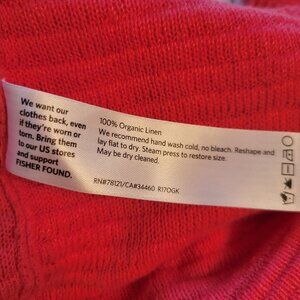 We want our
clothes back, even
if they're worn or
torn. Bring them
to our US stores
and support
FISHER FOUND.
100% Organic Linen
We recommend hand wash cold, no bleach. Reshape and
lay flat to dry. Steam press to restore size.
May be dry cleaned.
RN#78121/CA#34460 R17OGK